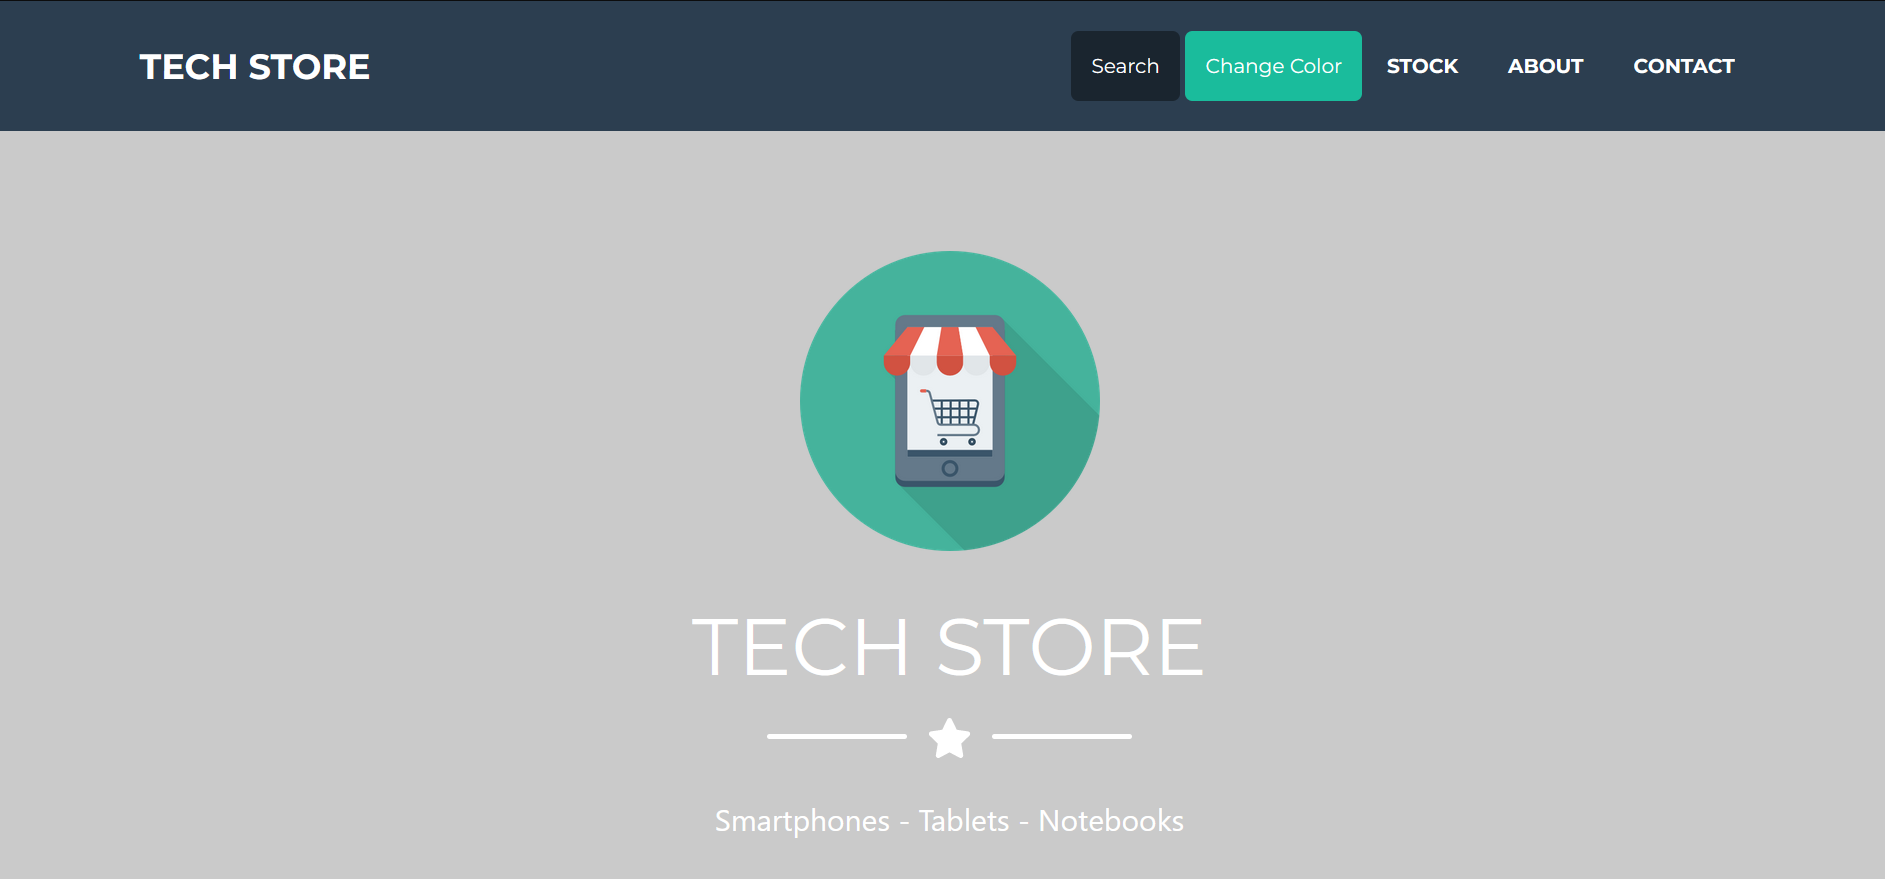 TECH STORE
Search Change Color STOCK ABOUT CONTACT
TECH STORE
Smartphones - Tablets - Notebooks